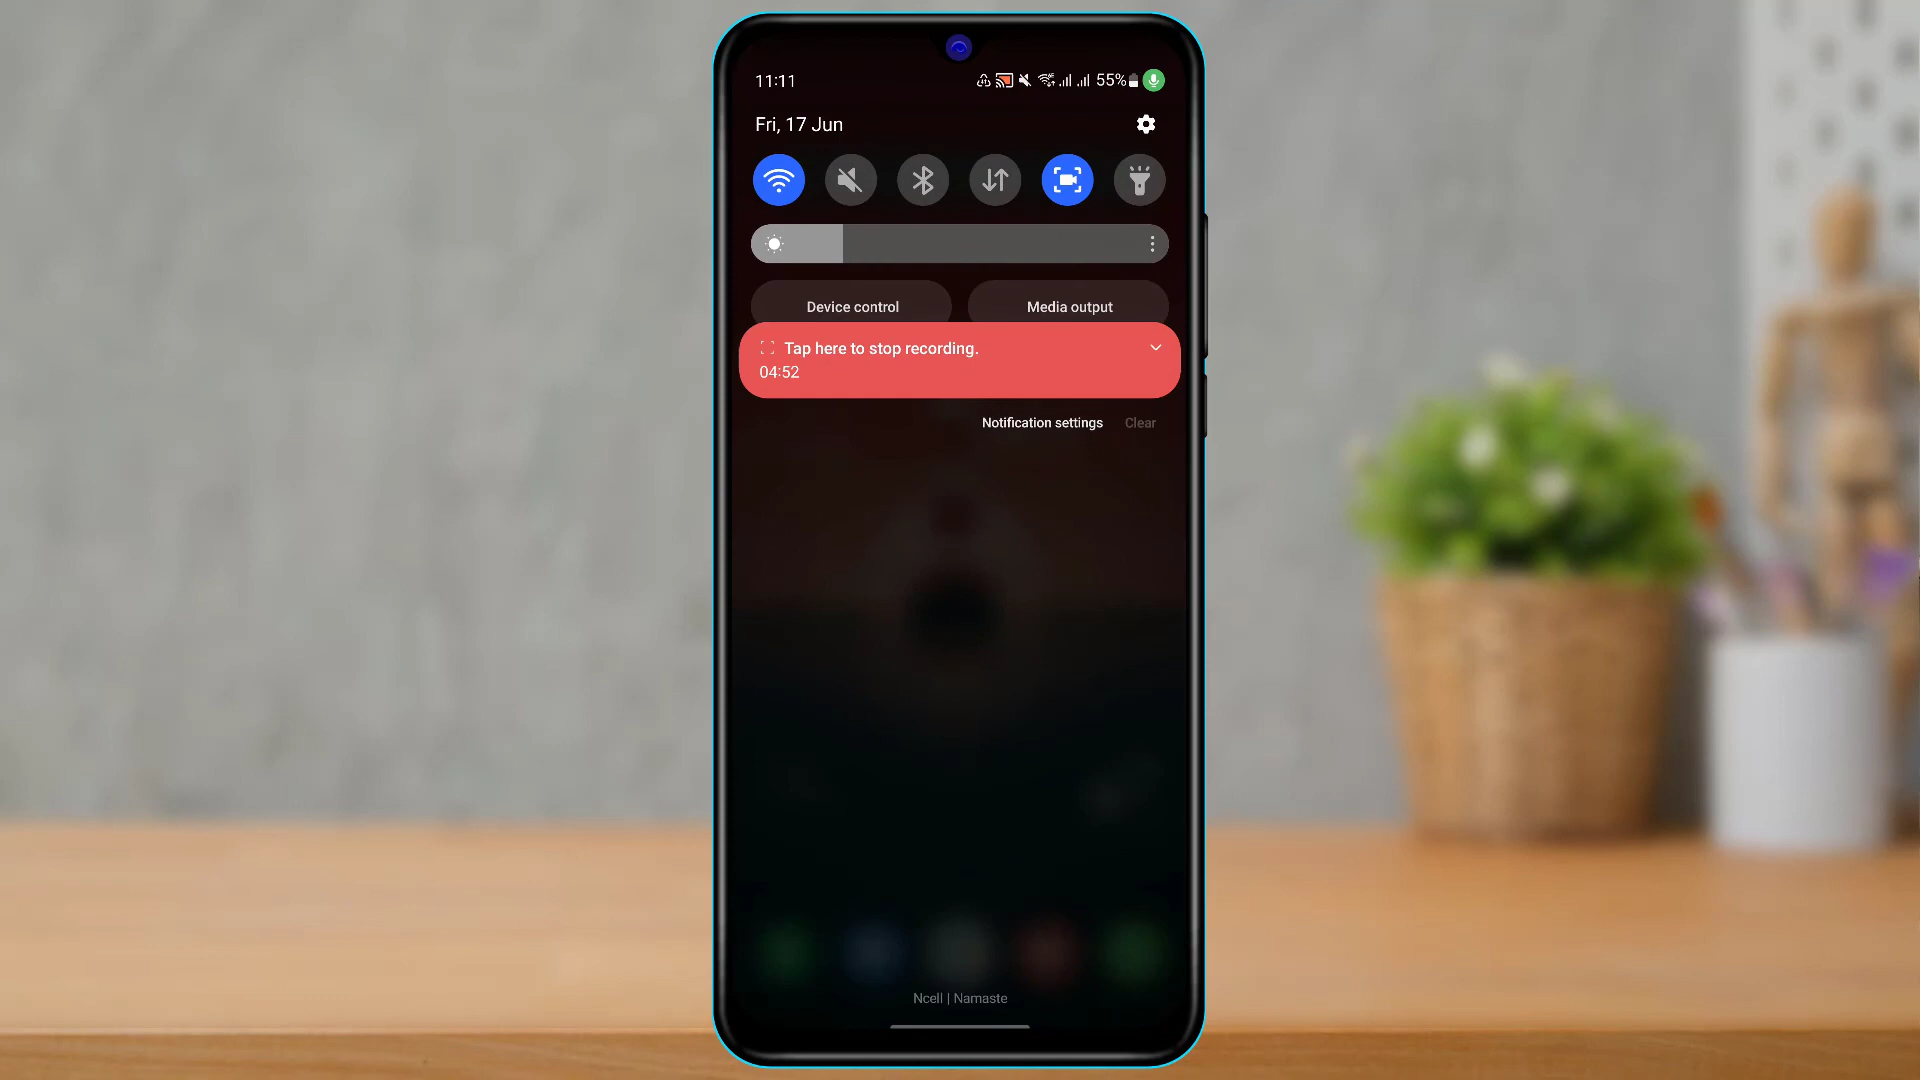 11:11
55%
Fri, 17 Jun
Device control
Media output
Tap here to stop recording.
04:52
Notification settings
Clear
Ncell | Namaste